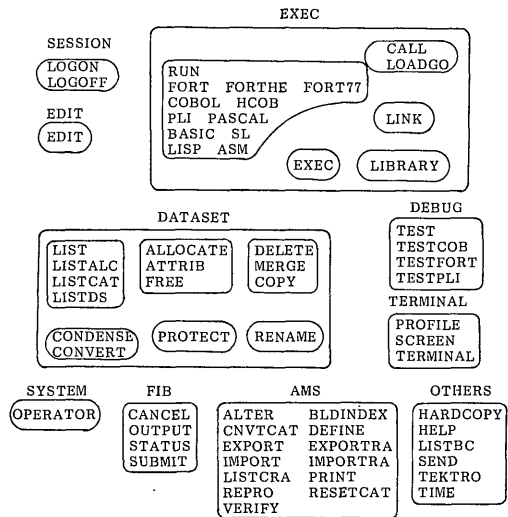 EXEC
SESSION
LOGON
LOGOFF
EDIT
EDIT
CALL
LOADGO
RUN
FORT FORTHE FORT77
COBOL HCOB
PLI PASCAL
BASIC SL
LISP ASM
LINK
EXEC
LIBRARY
DATASET
LIST
LISTALC
LISTCAT
LISTDS
ALLOCATE
ATTRIB
FREE
DELETE
MERGE
COPY
CONDENSE
CONVERT
PROTECT
RENAME
DEBUG
TEST
TESTCOB
TESTFORT
TESTPLI
TERMINAL
PROFILE
SCREEN
TERMINAL
SYSTEM
OPERATOR
FIB
CANCEL
OUTPUT
STATUS
SUBMIT
AMS
ALTER BLDINDEX
CNVTCAT DEFINE
EXPORT EXPORTRA
IMPORT IMPORTRA
LISTCRA PRINT
REPRO RESETCAT
VERIFY
OTHERS
HARDCOPY
HELP
LISTBC
SEND
TEKTRO
TIME